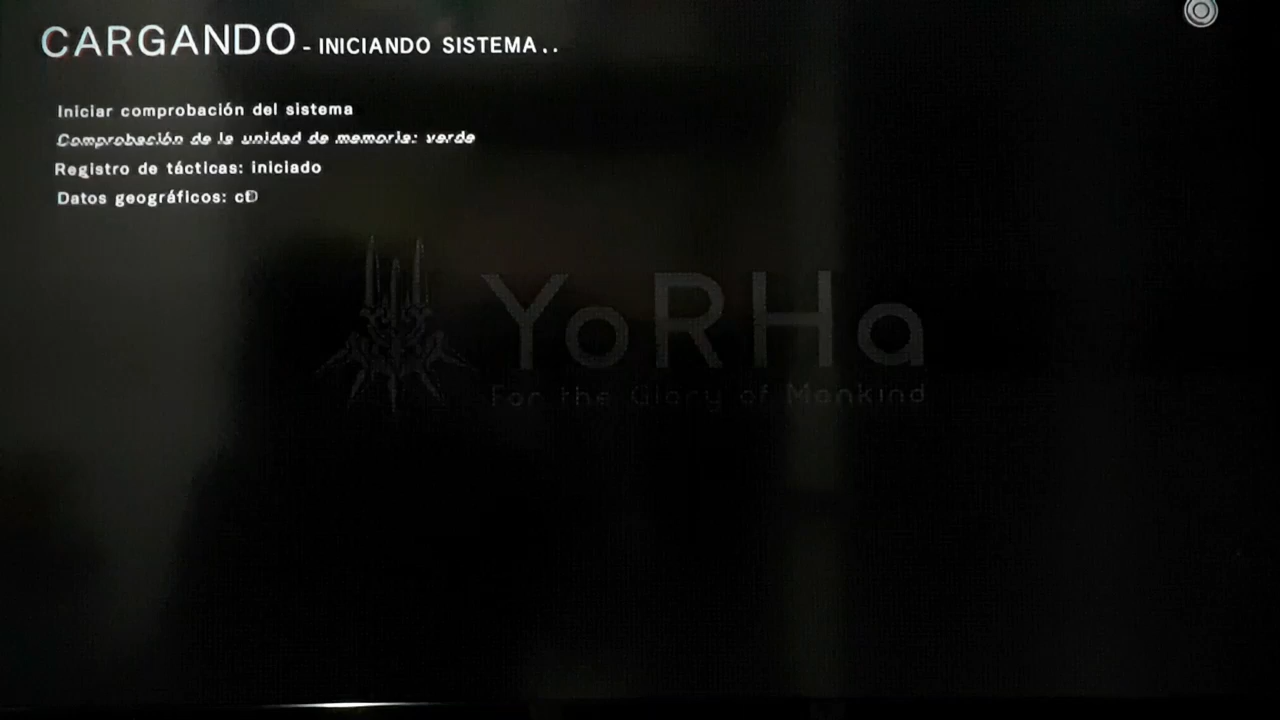 CARGANDO - INICIANDO SISTEMA..
Iniciar comprobación del sistema
Comprobación de la unidad de memoria: verde
Registro de tácticas: iniciado
Datos geográficos:
YoRHa
For the Glory of Mankind